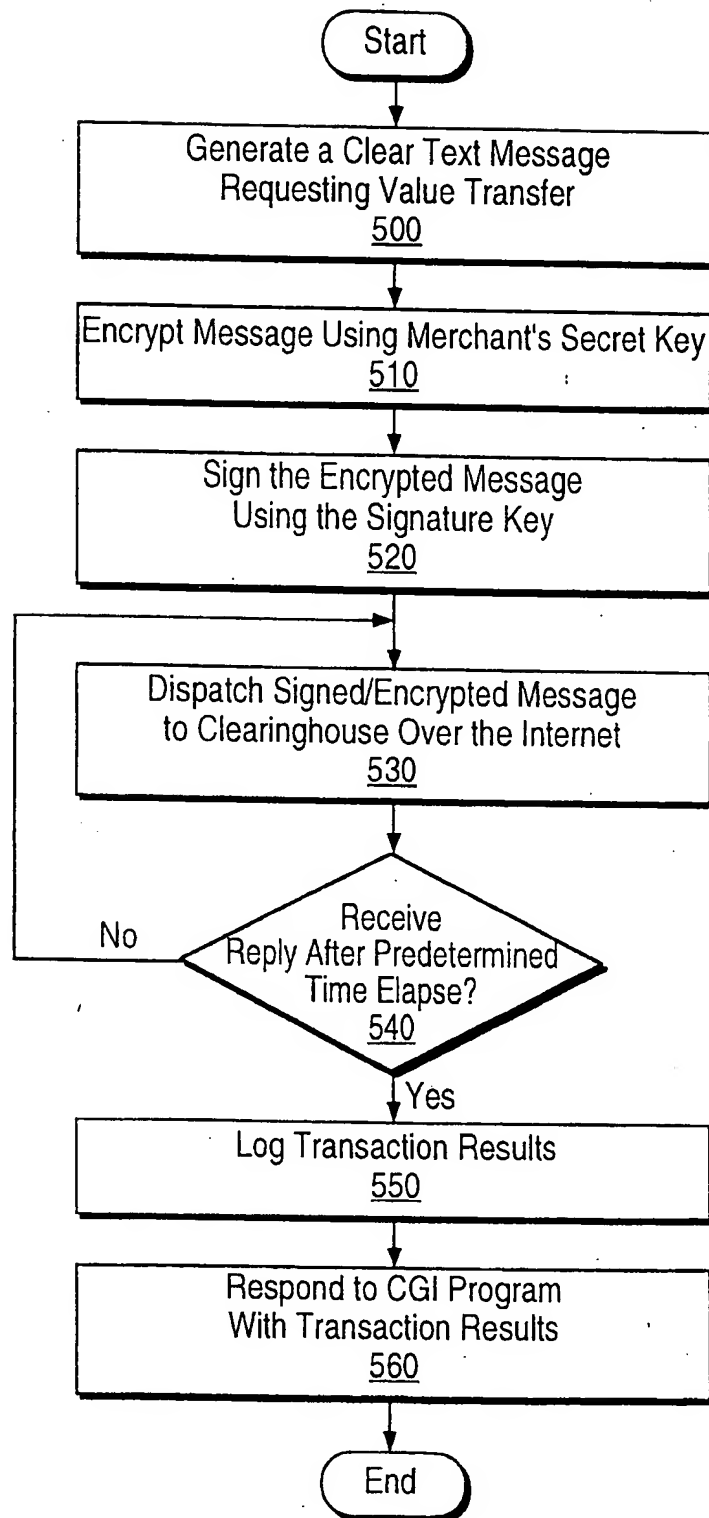 Start
Generate a Clear Text Message
Requesting Value Transfer
500
Encrypt Message Using Merchant's Secret Key
510
Sign the Encrypted Message
Using the Signature Key
520
Dispatch Signed/Encrypted Message
to Clearinghouse Over the Internet
530
Receive
Reply After Predetermined
Time Elapse?
540
No
Yes
Log Transaction Results
550
Respond to CGI Program
With Transaction Results
560
End